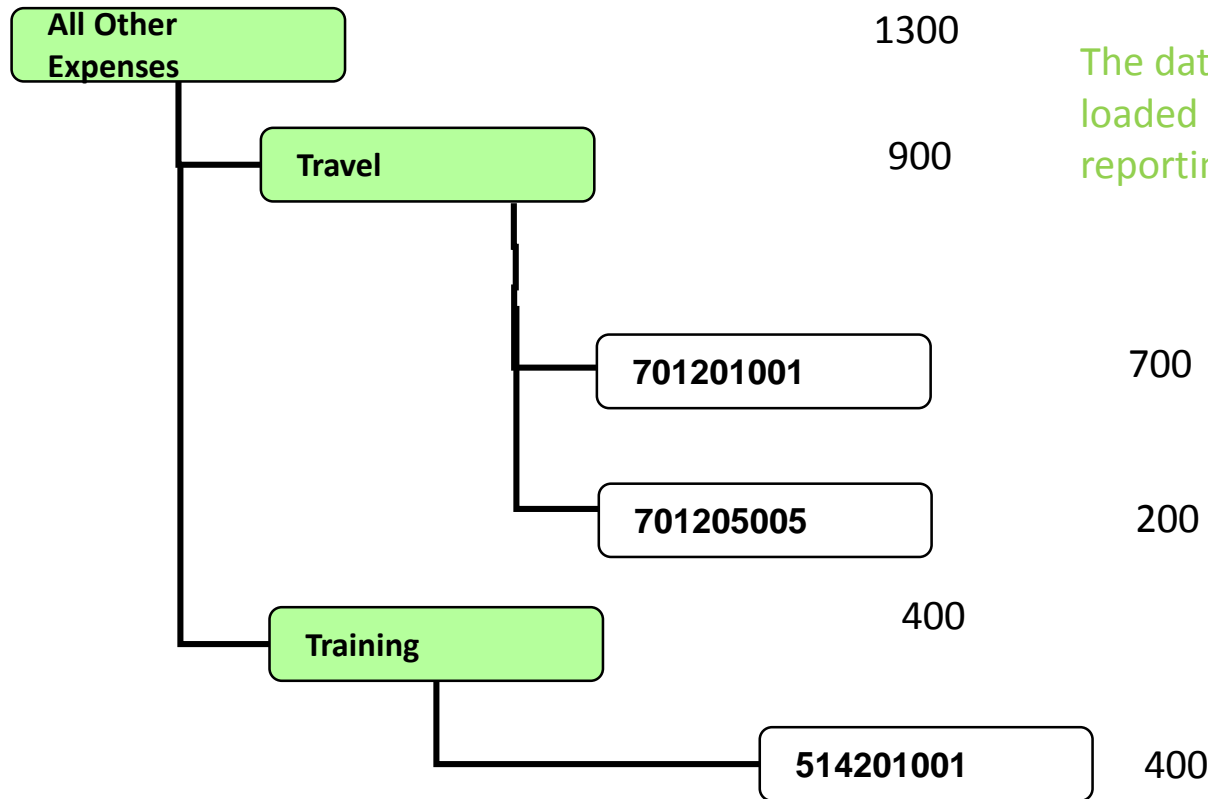 All Other
Expenses
1300
The dat
loaded
reportin
Travel
900
701201001
700
701205005
200
400
Training
514201001
400